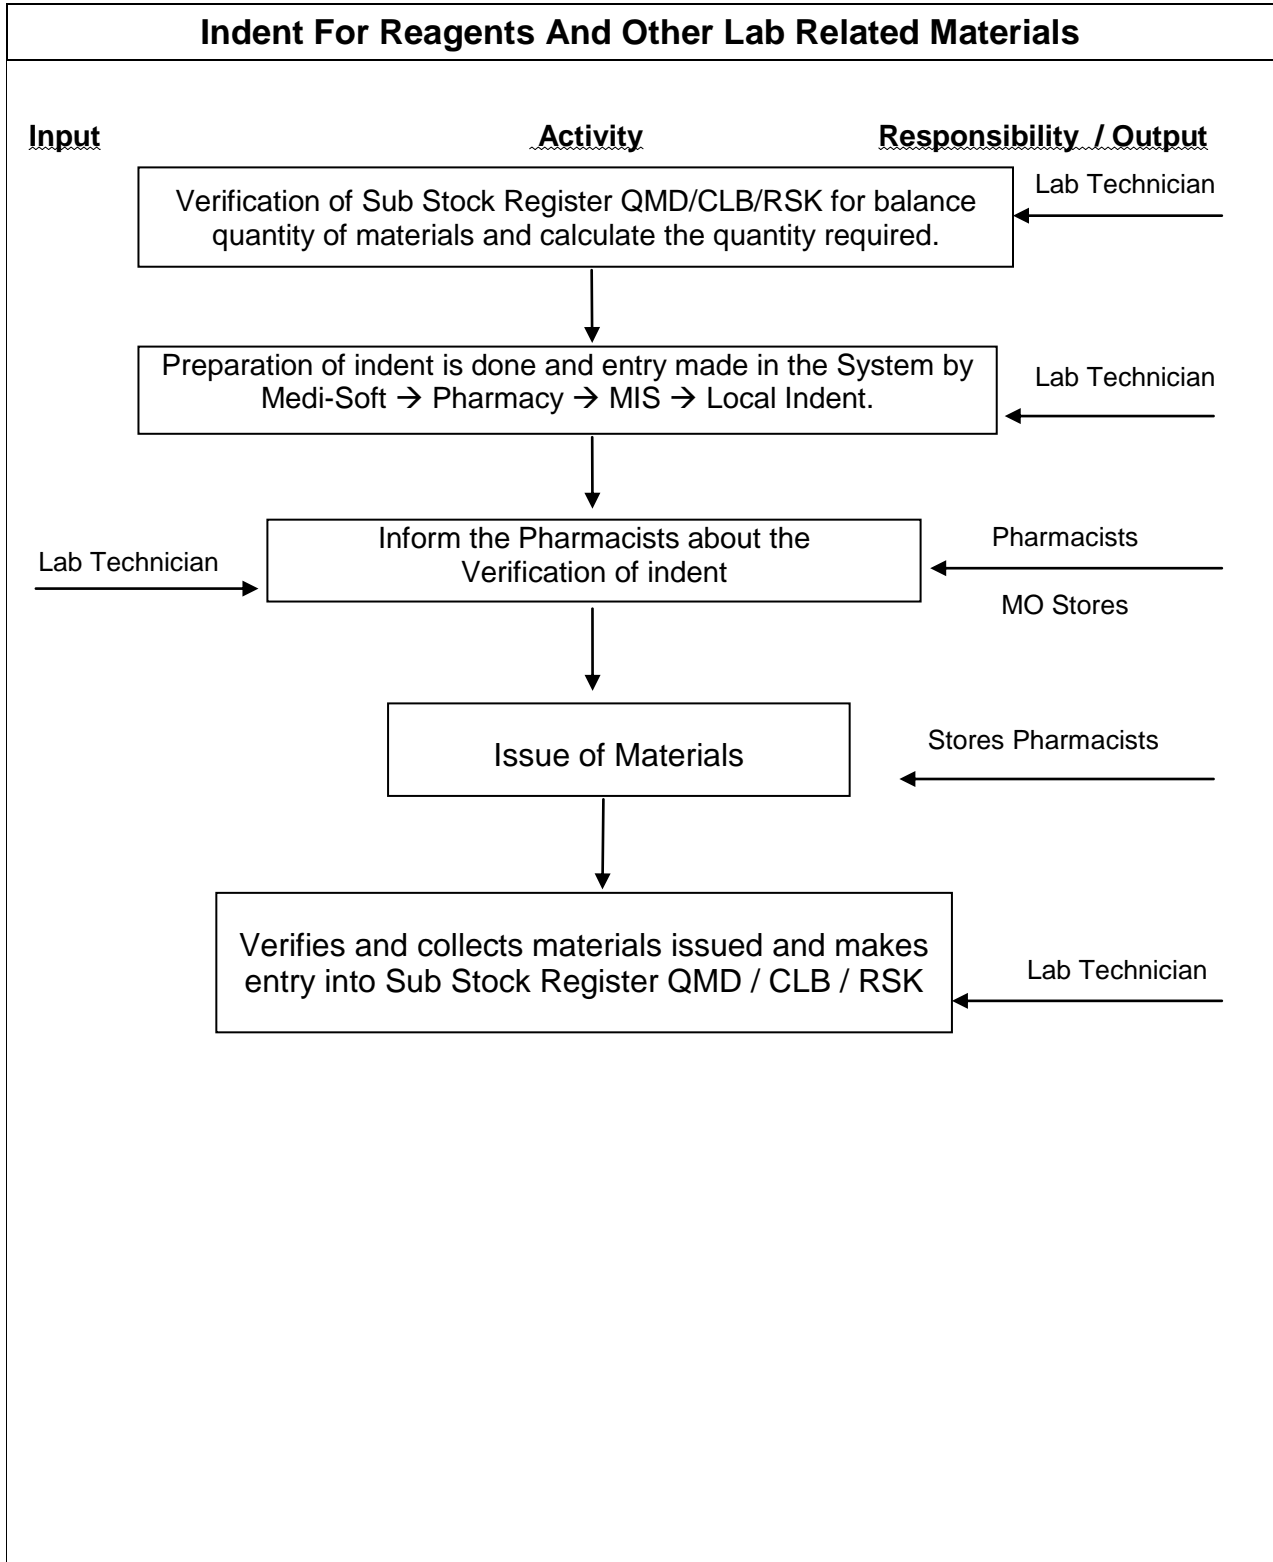 Indent For Reagents And Other Lab Related Materials
Input Activity Responsibility / Output
Verification of Sub Stock Register QMD/CLB/RSK for balance
quantity of materials and calculate the quantity required.
Lab Technician
Preparation of indent is done and entry made in the System by
Medi-Soft → Pharmacy → MIS → Local Indent.
Lab Technician
Lab Technician
Inform the Pharmacists about the
Verification of indent
Pharmacists
MO Stores
Issue of Materials
Stores Pharmacists
Verifies and collects materials issued and makes
entry into Sub Stock Register QMD / CLB / RSK
Lab Technician